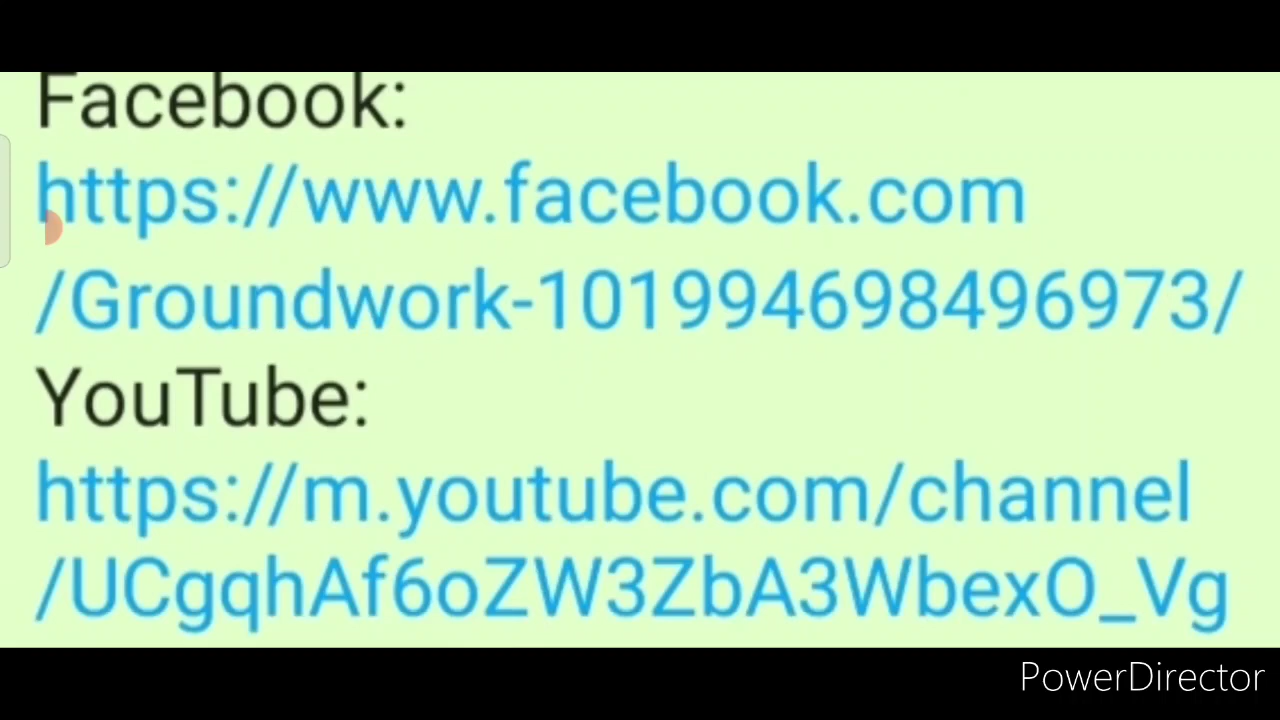 Facebook:
https://www.facebook.com
/Groundwork-101994698496973/
YouTube:
https://m.youtube.com/channel
/UCgqhAf6oZW3ZbA3WbexO_Vg
PowerDirector